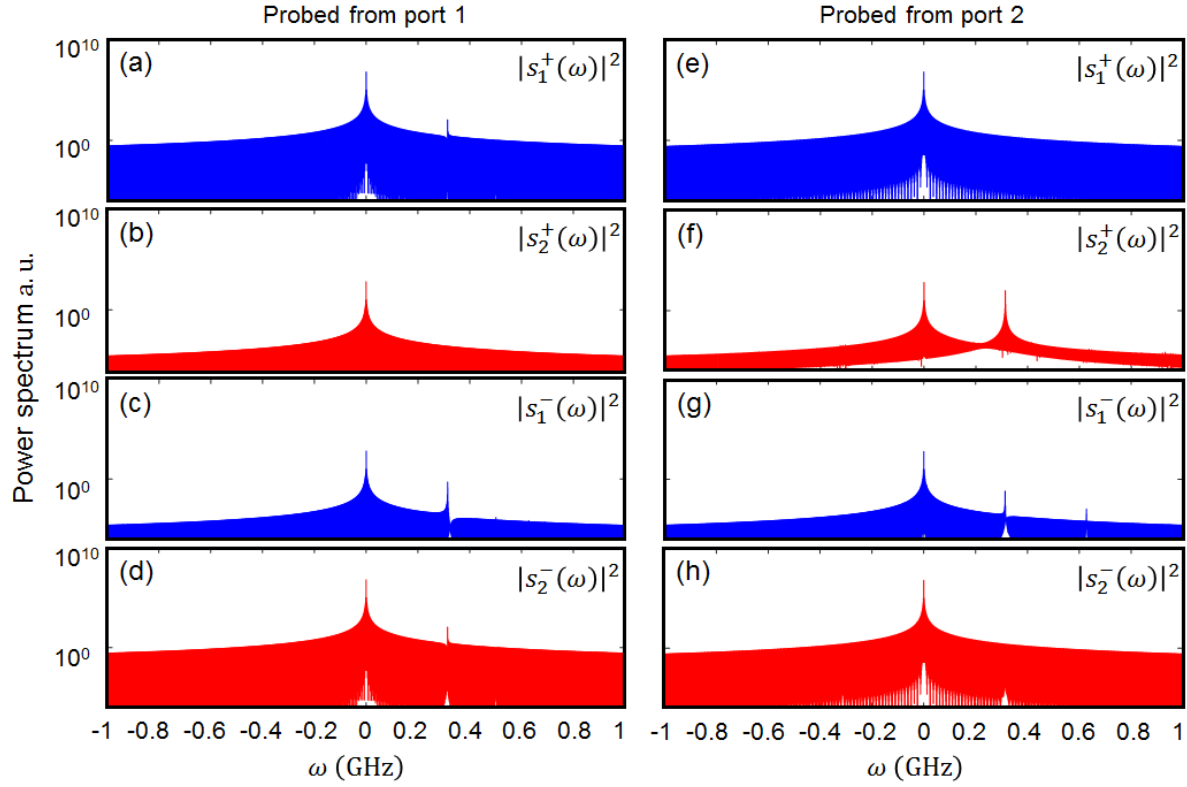 Probed from port 1
Probed from port 2
10¹⁰ (a) |s₁⁺(ω)|²
(e) |s₁⁺(ω)|²
10⁰
10¹⁰ (b) |s₂⁺(ω)|²
(f) |s₂⁺(ω)|²
10⁰
10¹⁰ (c) |s₁⁻(ω)|²
(g) |s₁⁻(ω)|²
10⁰
10¹⁰ (d) |s₂⁻(ω)|²
(h) |s₂⁻(ω)|²
10⁰
Power spectrum a. u.
-1 -0.8 -0.6 -0.4 -0.2 0 0.2 0.4 0.6 0.8 1
-1 -0.8 -0.6 -0.4 -0.2 0 0.2 0.4 0.6 0.8 1
ω (GHz)
ω (GHz)